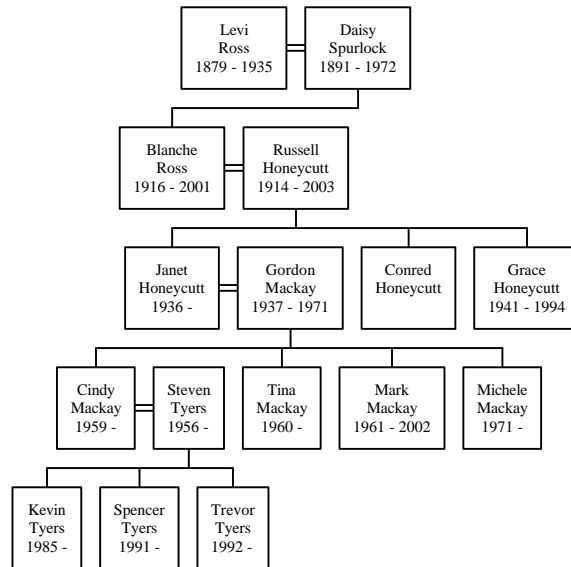 Levi
Ross
1879 - 1935
Daisy
Spurlock
1891 - 1972
Blanche
Ross
1916 - 2001
Russell
Honeycutt
1914 - 2003
Janet
Honeycutt
1936 -
Gordon
Mackay
1937 - 1971
Conred
Honeycutt
Grace
Honeycutt
1941 - 1994
Cindy
Mackay
1959 -
Steven
Tyers
1956 -
Tina
Mackay
1960 -
Mark
Mackay
1961 - 2002
Michele
Mackay
1971 -
Kevin
Tyers
1985 -
Spencer
Tyers
1991 -
Trevor
Tyers
1992 -